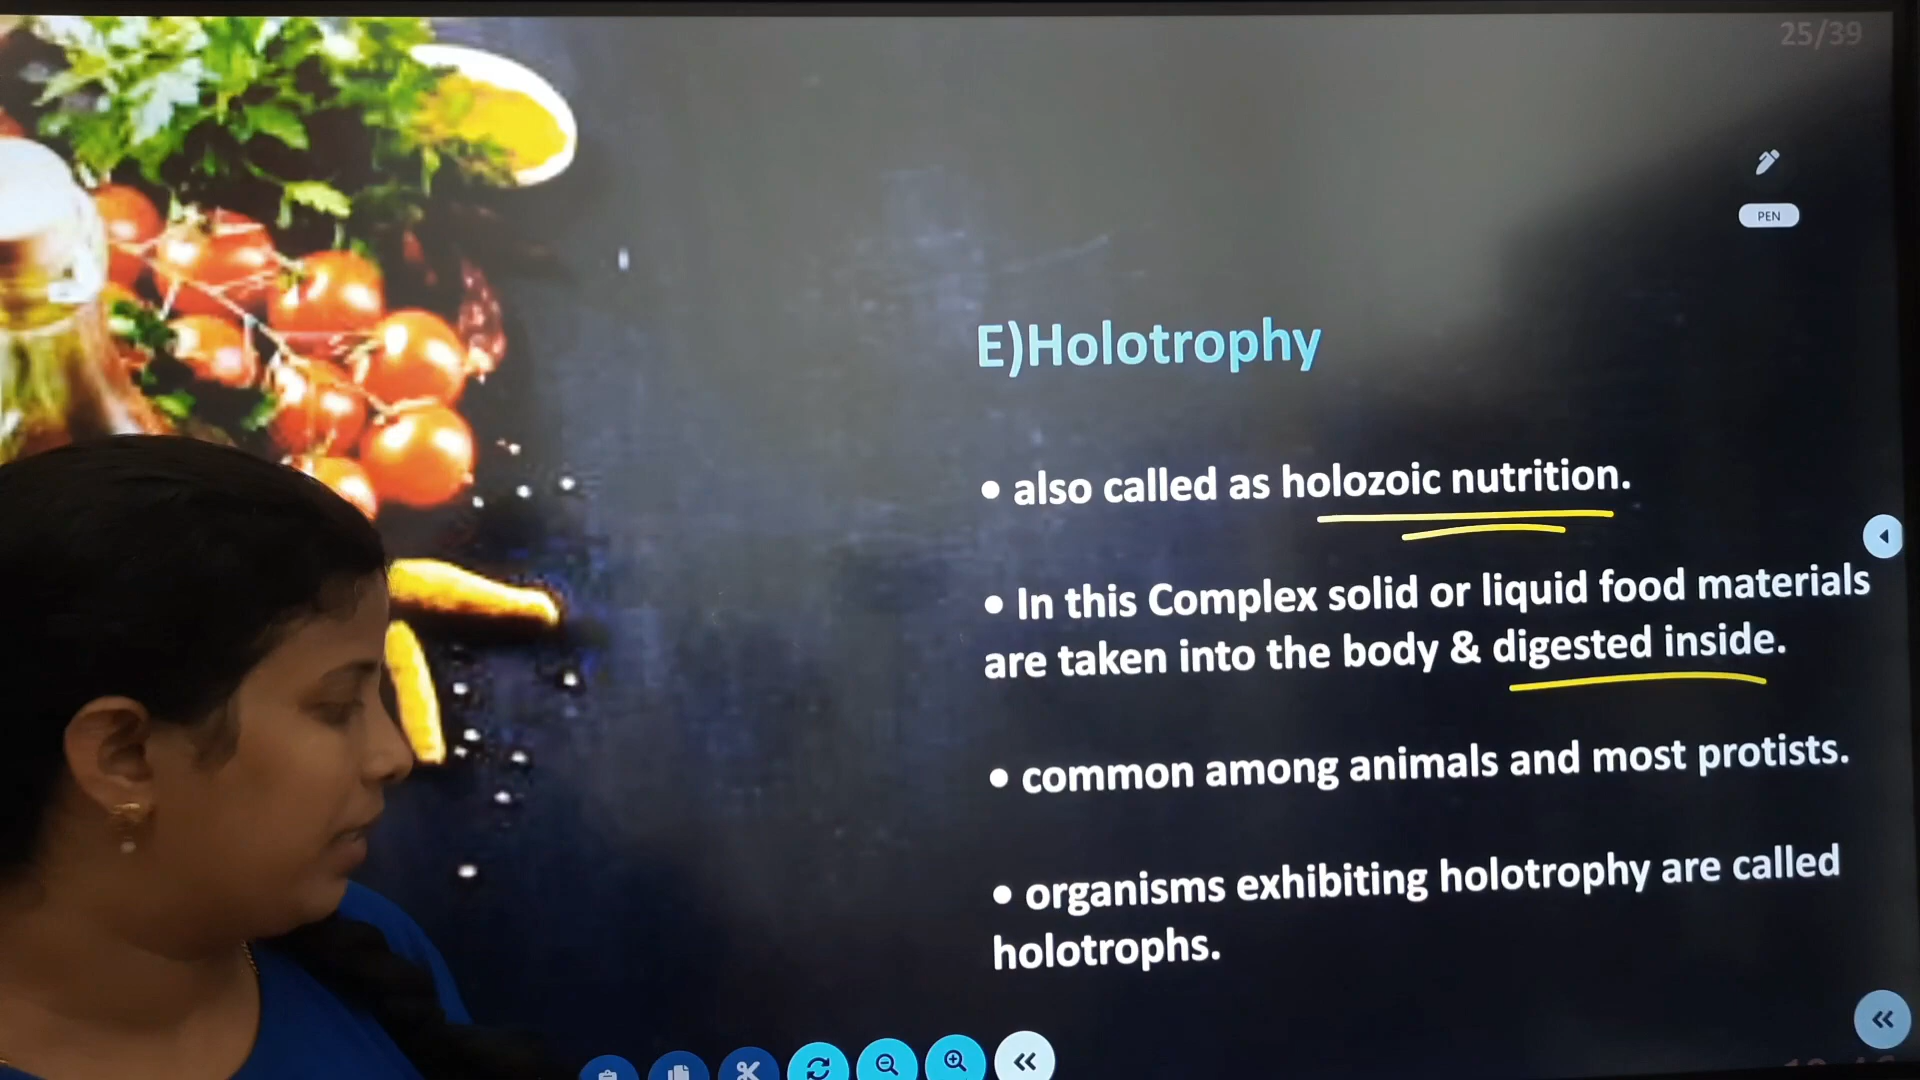 25/39
PEN
E)Holotrophy
• also called as holozoic nutrition.
• In this Complex solid or liquid food materials
are taken into the body & digested inside.
• common among animals and most protists.
• organisms exhibiting holotrophy are called
holotrophs.